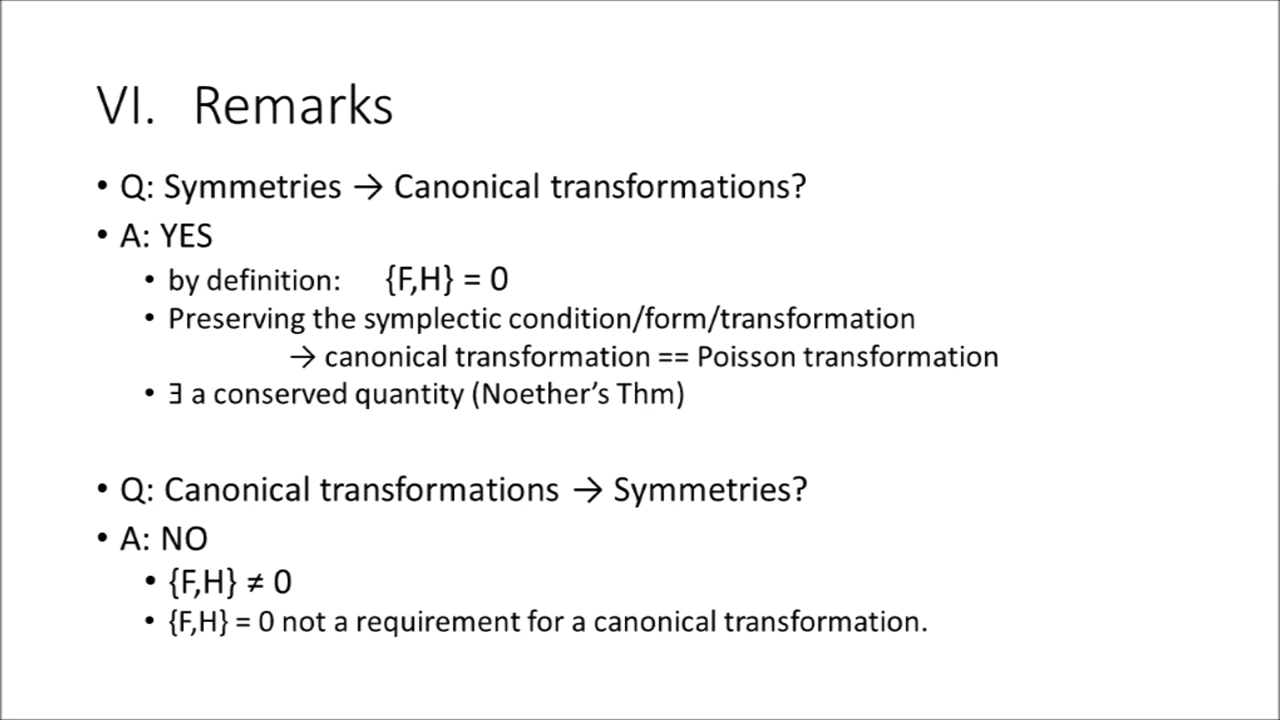 VI. Remarks
• Q: Symmetries → Canonical transformations?
• A: YES
• by definition: {F,H} = 0
• Preserving the symplectic condition/form/transformation
→ canonical transformation == Poisson transformation
• ∃ a conserved quantity (Noether’s Thm)
• Q: Canonical transformations → Symmetries?
• A: NO
• {F,H} ≠ 0
• {F,H} = 0 not a requirement for a canonical transformation.